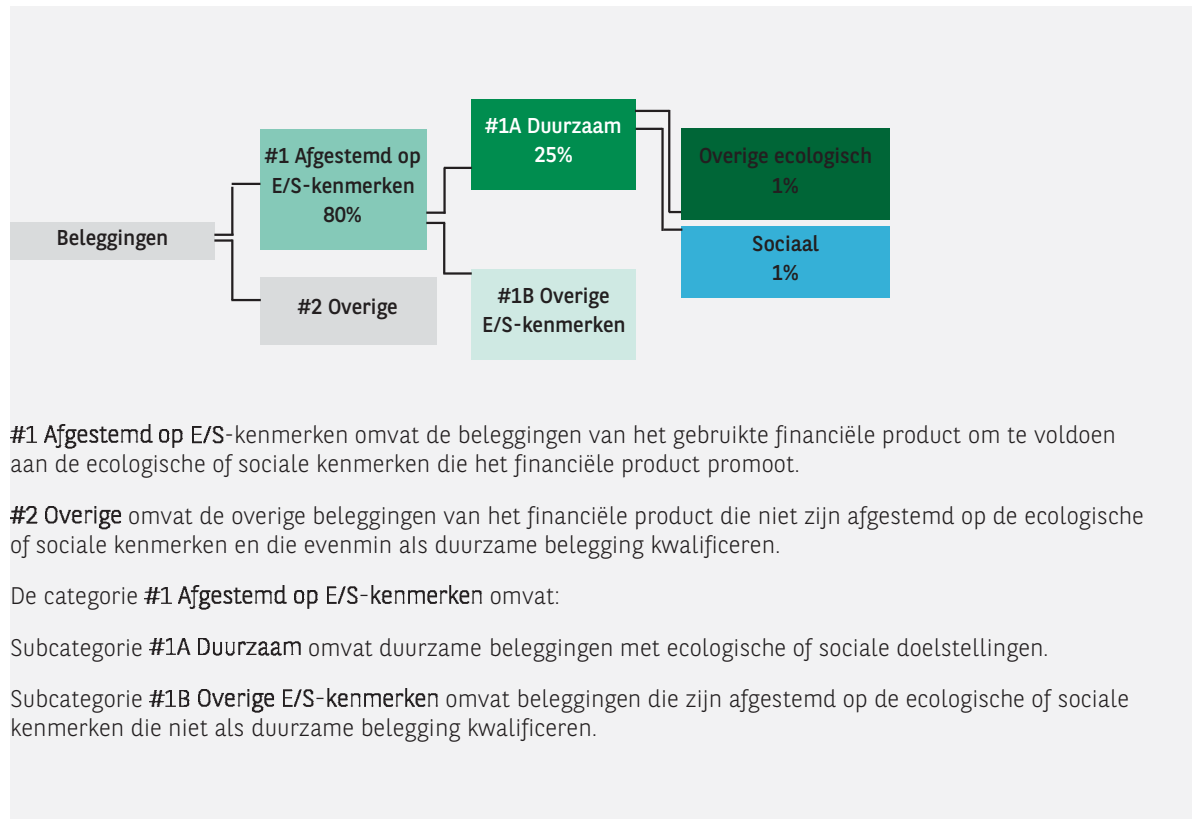 #1A Duurzaam
25%
#1 Afgestemd op
E/S-kenmerken
80%
Overige ecologisch
1%
Beleggingen
Sociaal
1%
#2 Overige
#1B Overige
E/S-kenmerken
#1 Afgestemd op E/S-kenmerken omvat de beleggingen van het gebruikte financiële product om te voldoen
aan de ecologische of sociale kenmerken die het financiële product promoot.
#2 Overige omvat de overige beleggingen van het financiële product die niet zijn afgestemd op de ecologische
of sociale kenmerken en die evenmin als duurzame belegging kwalificeren.
De categorie #1 Afgestemd op E/S-kenmerken omvat:
Subcategorie #1A Duurzaam omvat duurzame beleggingen met ecologische of sociale doelstellingen.
Subcategorie #1B Overige E/S-kenmerken omvat beleggingen die zijn afgestemd op de ecologische of sociale
kenmerken die niet als duurzame belegging kwalificeren.